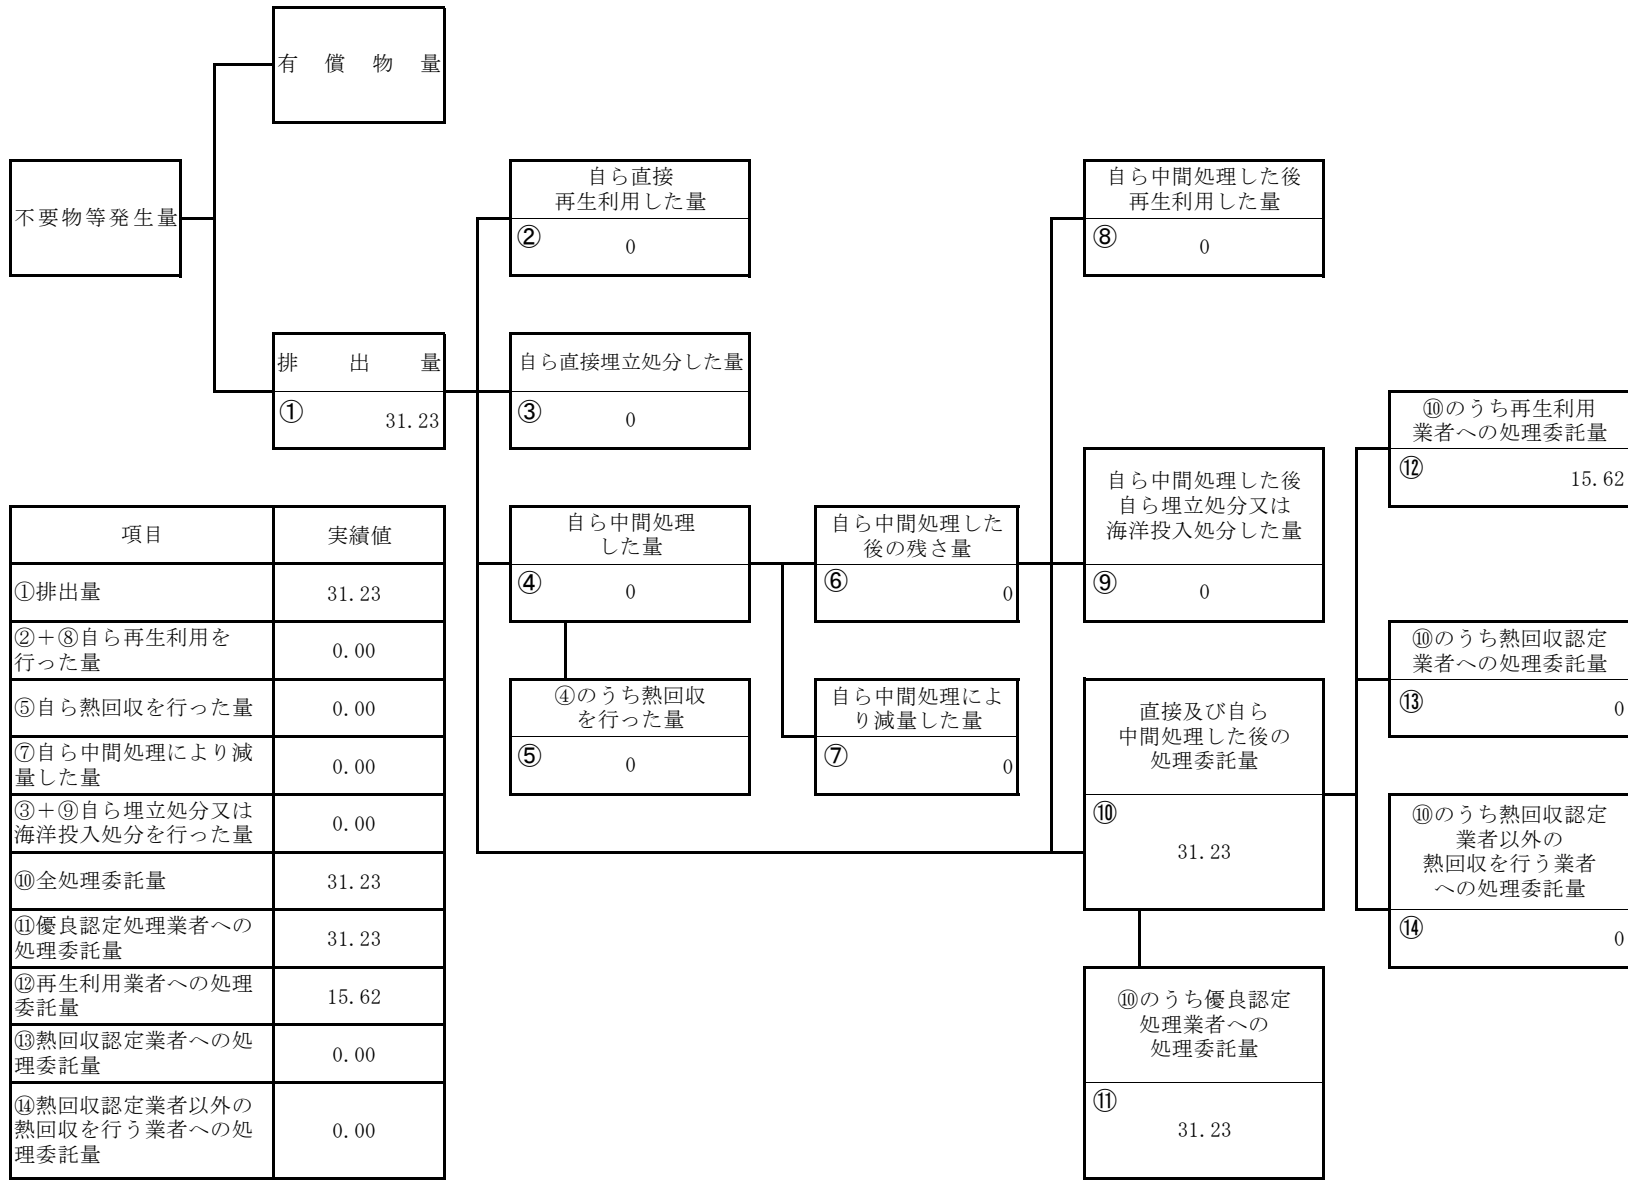 有償物量
不要物等発生量
排出量
①
31.23
自ら直接
再生利用した量
②
0
自ら直接埋立処分した量
③
0
自ら中間処理
した量
④
0
④のうち熱回収
を行った量
⑤
0
自ら中間処理した
後の残さ量
⑥
0
自ら中間処理によ
り減量した量
⑦
0
自ら中間処理した後
再生利用した量
⑧
0
自ら中間処理した後
自ら埋立処分又は
海洋投入処分した量
⑨
0
直接及び自ら
中間処理した後の
処理委託量
⑩
31.23
⑩のうち優良認定
処理業者への
処理委託量
⑪
31.23
⑩のうち再生利用
業者への処理委託量
⑫
15.62
⑩のうち熱回収認定
業者への処理委託量
⑬
0
⑩のうち熱回収認定
業者以外の
熱回収を行う業者
への処理委託量
⑭
0
項目 実績値
①排出量 31.23
②+⑧自ら再生利用を
行った量 0.00
⑤自ら熱回収を行った量 0.00
⑦自ら中間処理により減
量した量 0.00
③+⑨自ら埋立処分又は
海洋投入処分を行った量 0.00
⑩全処理委託量 31.23
⑪優良認定処理業者への
処理委託量 31.23
⑫再生利用業者への処理
委託量 15.62
⑬熱回収認定業者への処
理委託量 0.00
⑭熱回収認定業者以外の
熱回収を行う業者への処
理委託量 0.00